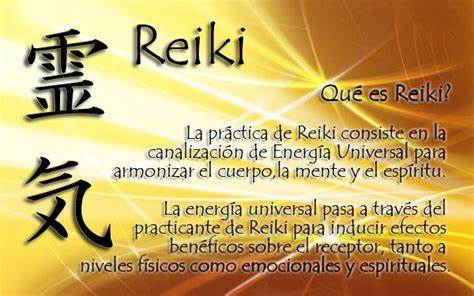 靈気
Reiki
Qué es Reiki?
La práctica de Reiki consiste en la
canalización de Energía Universal para
armonizar el cuerpo,la mente y el espíritu.
La energía universal pasa a través del
practicante de Reiki para inducir efectos
benéficos sobre el receptor, tanto a
niveles físicos como emocionales y espirituales.